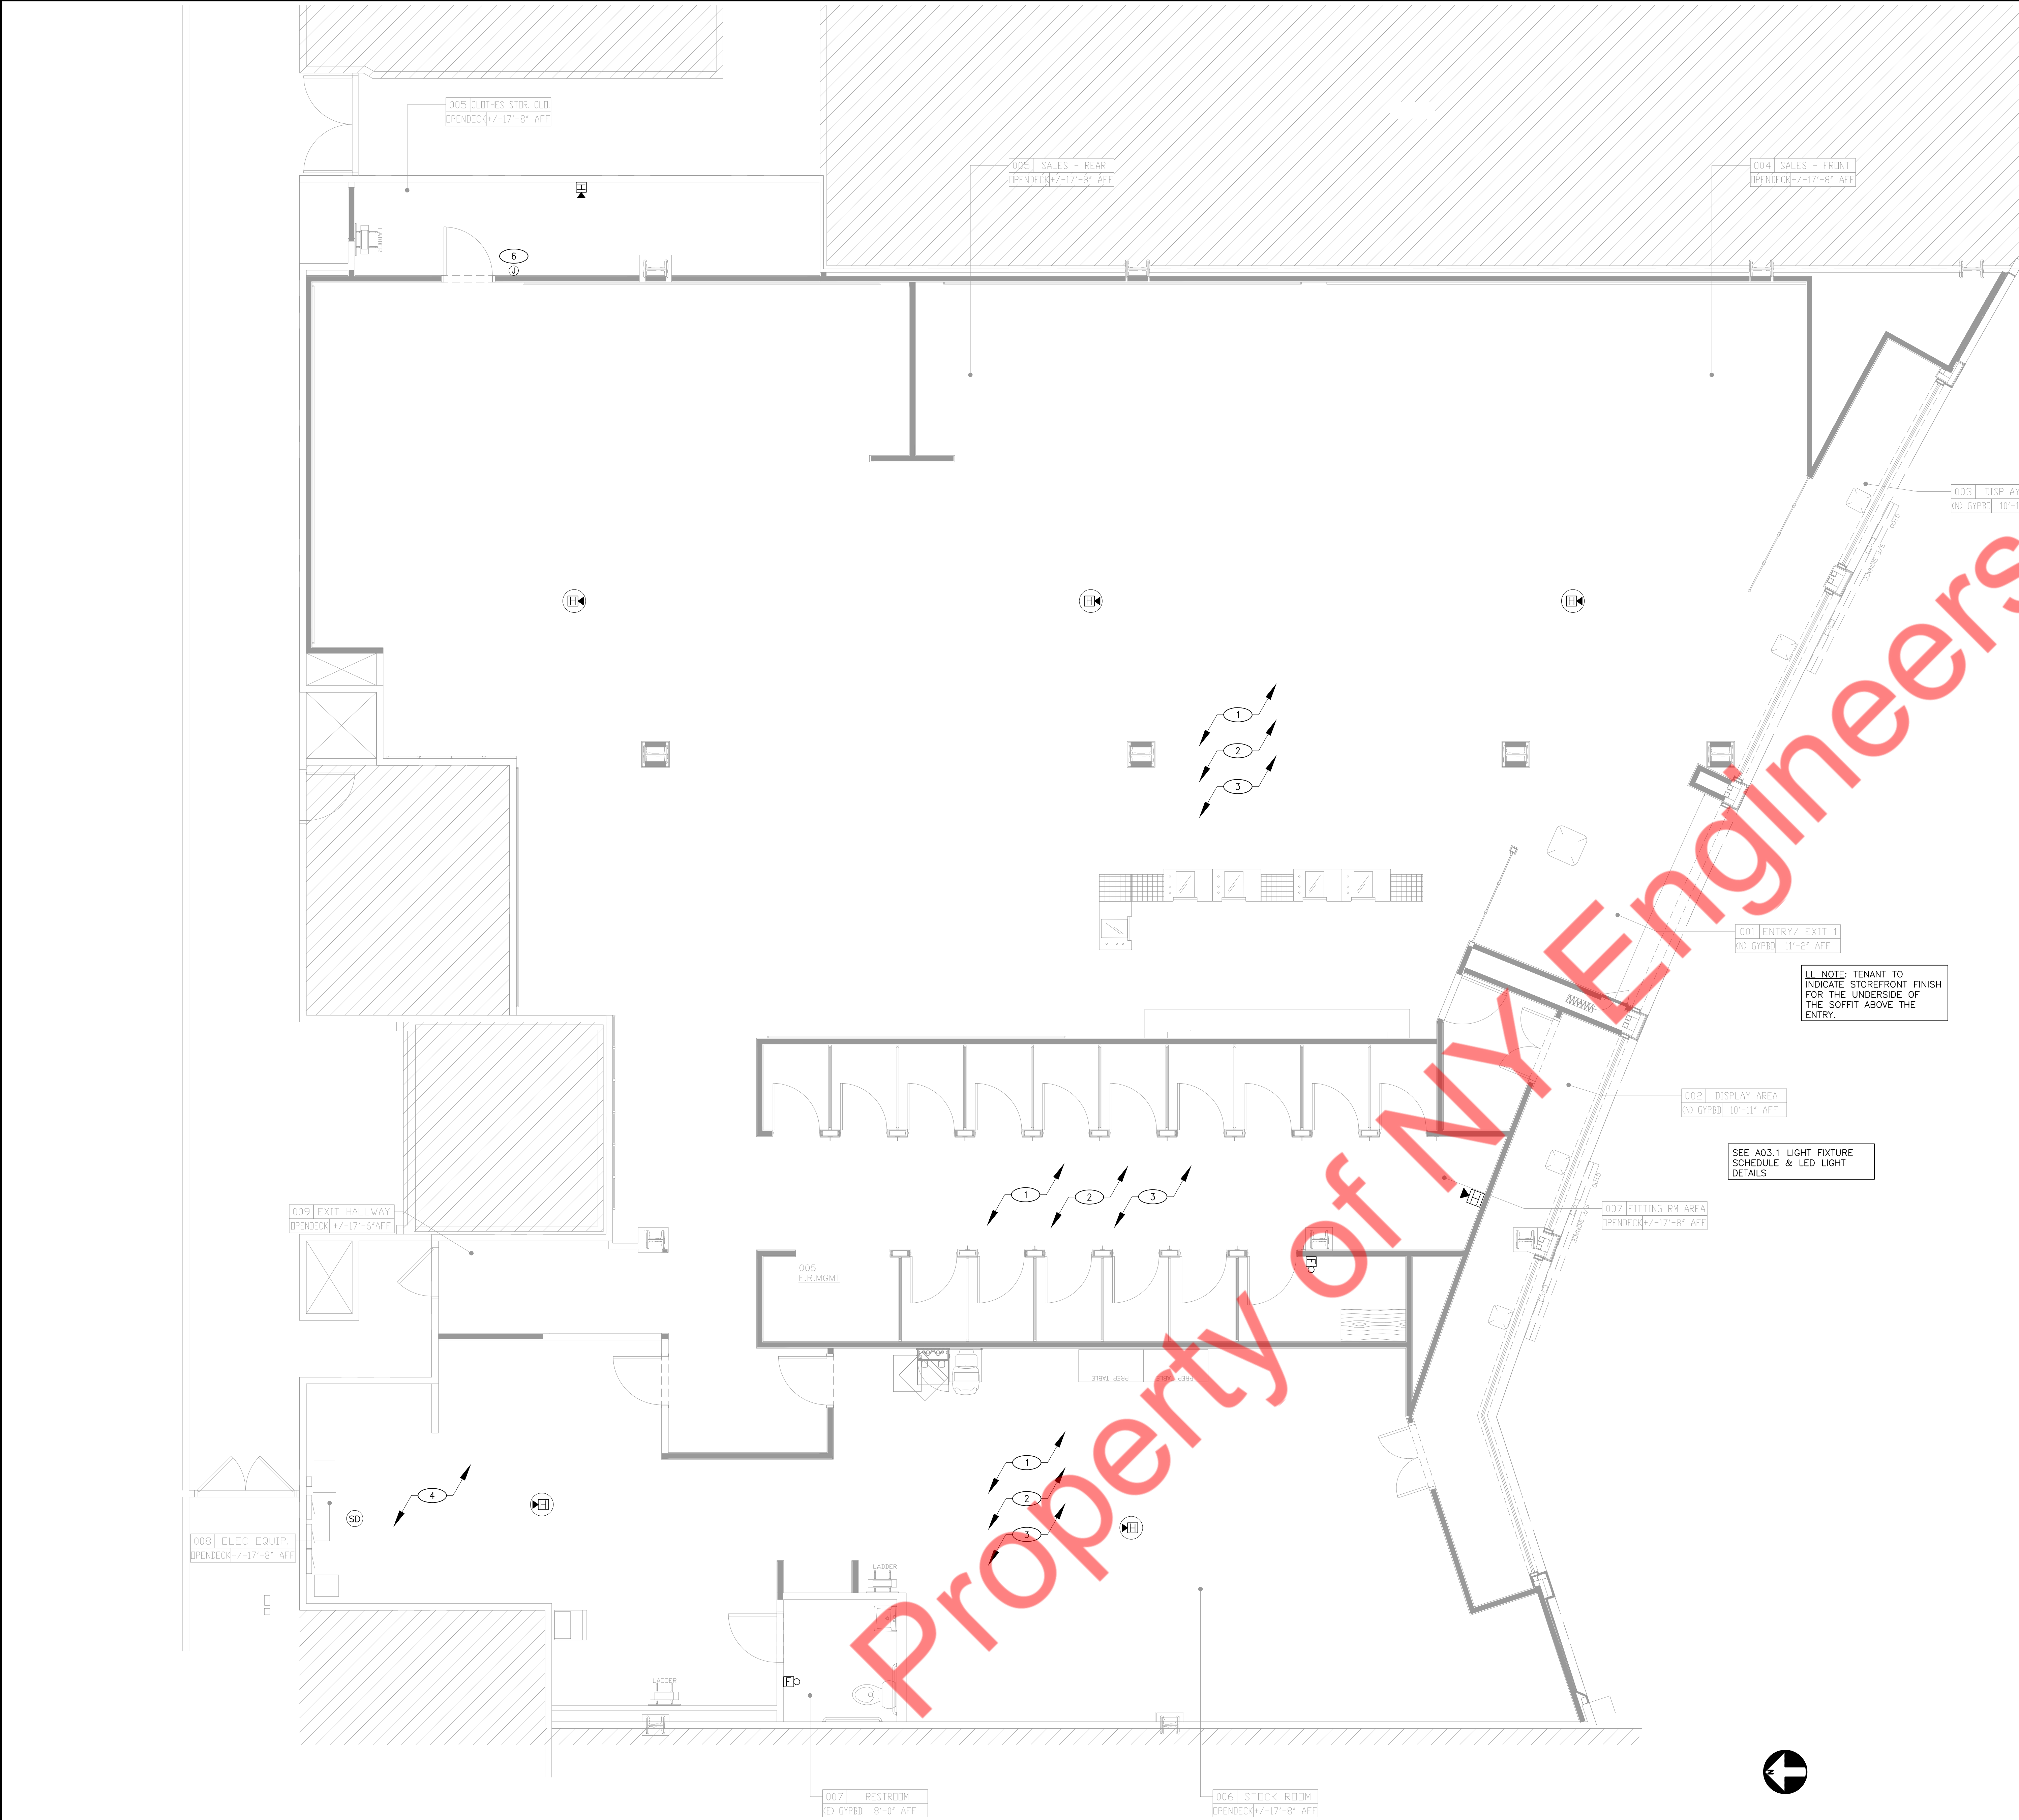 005 CLOTHES STOR. CLO.
OPENDECK +/-17'-8" AFF
005 SALES - REAR
OPENDECK +/-17'-8" AFF
004 SALES - FRONT
OPENDECK +/-17'-8" AFF
H
LADDER
6
J
003 DISPLAY
(N) GYPBD 10'-1
H
H
H
1
2
3
001 ENTRY/ EXIT 1
(N) GYPBD 11'-2" AFF
LL NOTE: TENANT TO
INDICATE STOREFRONT FINISH
FOR THE UNDERSIDE OF
THE SOFFIT ABOVE THE
ENTRY.
002 DISPLAY AREA
(N) GYPBD 10'-11" AFF
SEE A03.1 LIGHT FIXTURE
SCHEDULE & LED LIGHT
DETAILS
1
2
3
H
007 FITTING RM AREA
OPENDECK +/-17'-8" AFF
009 EXIT HALLWAY
OPENDECK +/-17'-6"AFF
005
F.R.MGMT
F
PREP TABLE
PREP TABLE
1
2
3
4
H
H
SD
008 ELEC EQUIP.
OPENDECK +/-17'-8" AFF
LADDER
LADDER
F
007 RESTROOM
(E) GYPBD 8'-0" AFF
006 STOCK ROOM
OPENDECK +/-17'-8" AFF
N
Property of NY Engineers